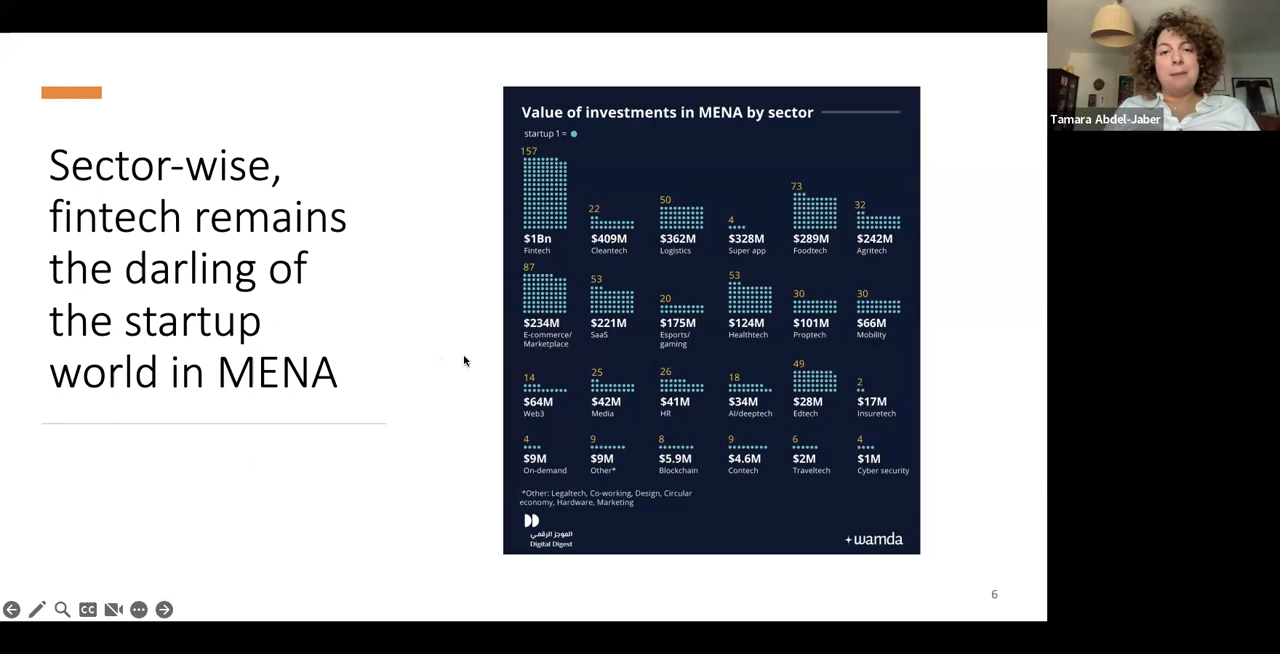 Sector-wise,
fintech remains
the darling of
the startup
world in MENA
Value of investments in MENA by sector
startup 1 =
157
$1Bn
Fintech
22
$409M
Cleantech
50
$362M
Logistics
4
$328M
Super app
73
$289M
Foodtech
32
$242M
Agritech
87
$234M
E-commerce/
Marketplace
53
$221M
SaaS
20
$175M
Esports/
gaming
53
$124M
Healthtech
30
$101M
Proptech
30
$66M
Mobility
14
$64M
Web3
25
$42M
Media
26
$41M
HR
18
$34M
AI/deeptech
49
$28M
Edtech
2
$17M
Insuretech
4
$9M
On-demand
9
$9M
Other*
8
$5.9M
Blockchain
9
$4.6M
Contech
6
$2M
Traveltech
4
$1M
Cyber security
*Other: Legaltech, Co-working, Design, Circular
economy, Hardware, Marketing
الموجز الرقمي
Digital Digest
wamda
6
CC
Tamara Abdel-Jaber